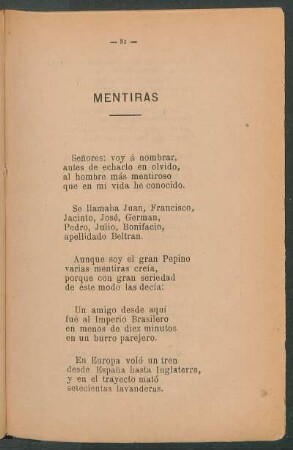 — 81 —
MENTIRAS
Señores: voy á nombrar,
antes de echarlo en olvido,
al hombre más mentiroso
que en mi vida he conocido.
Se llamaba Juan, Francisco,
Jacinto, José, German,
Pedro, Julio, Bonifacio,
apellidado Beltran.
Aunque soy el gran Pepino
varias mentiras creía,
porque con gran seriedad
de este modo las decía:
Un amigo desde aquí
fué al Imperio Brasilero
en menos de diez minutos
en un burro parejero.
En Europa voló un tren
desde España hasta Inglaterra,
y en el trayecto mató
setecientas lavanderas.